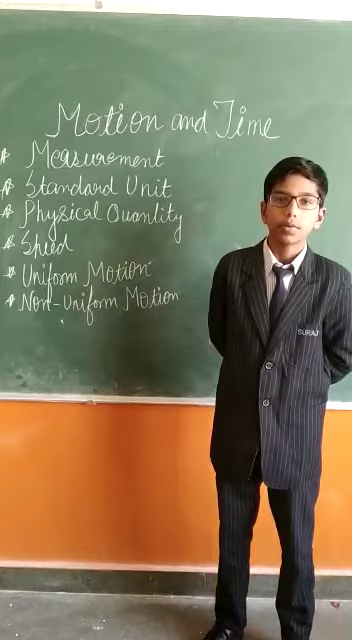 Motion and Time
* Measurement
* Standard Unit
* Physical Quantity
* Speed
* Uniform Motion
* Non-Uniform Motion
SURAJ